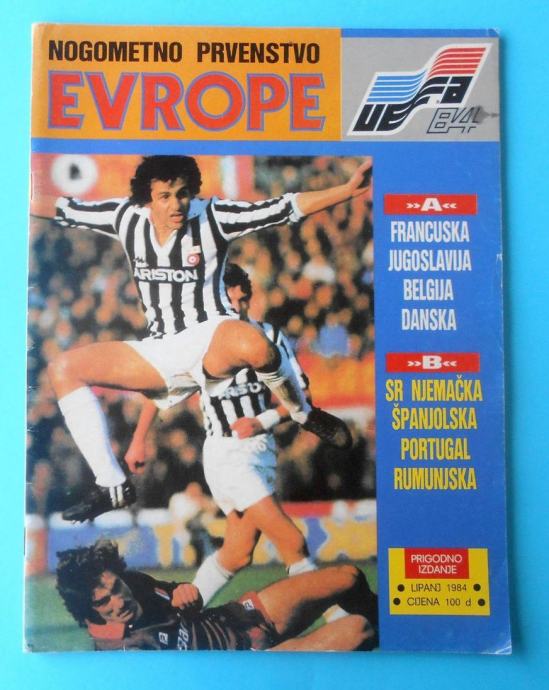 NOGOMETNO PRVENSTVO
EVROPE
UEFA
84
»A«
FRANCUSKA
JUGOSLAVIJA
BELGIJA
DANSKA
»B«
SR NJEMAČKA
ŠPANJOLSKA
PORTUGAL
RUMUNJSKA
PRIGODNO
IZDANJE
• LIPANJ 1984 •
• CIJENA 100 d •
ARISTON